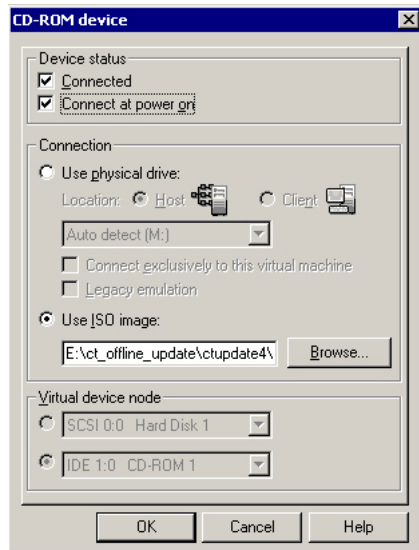 CD-ROM device
Device status
Connected
Connect at power on
Connection
Use physical drive:
Location: Host Client
Auto detect (M:)
Connect exclusively to this virtual machine
Legacy emulation
Use ISO image:
E:\ct_offline_update\ctupdate4\ Browse...
Virtual device node
SCSI 0:0 Hard Disk 1
IDE 1:0 CD-ROM 1
OK Cancel Help